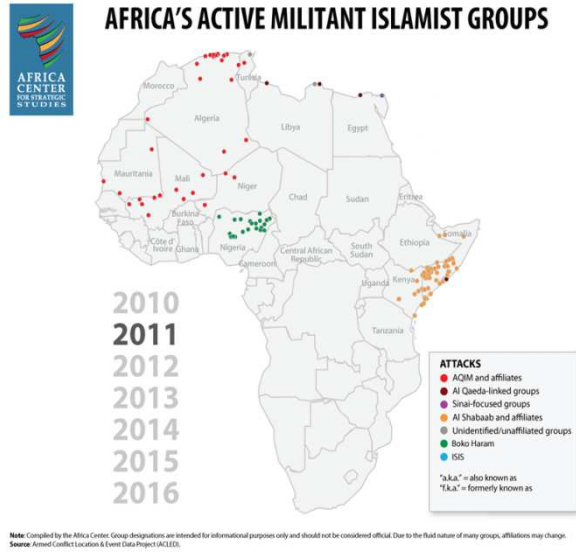 AFRICA'S ACTIVE MILITANT ISLAMIST GROUPS
AFRICA
CENTER
FOR STRATEGIC
STUDIES
Morocco
Tunisia
Algeria
Libya
Egypt
Mauritania
Mali
Niger
Chad
Sudan
Eritrea
Burkina
Faso
Côte d'
Ivoire
Ghana
Nigeria
Cameroon
Central African
Republic
South
Sudan
Ethiopia
Somalia
Uganda
Kenya
Tanzania
2010
2011
2012
2013
2014
2015
2016
ATTACKS
AQIM and affiliates
Al Qaeda-linked groups
Sinai-focused groups
Al Shabaab and affiliates
Unidentified/unaffiliated groups
Boko Haram
ISIS
"a.k.a." = also known as
"f.k.a." = formerly known as
Note: Compiled by the Africa Center. Group designations are intended for informational purposes only and should not be considered official. Due to the fluid nature of many groups, affiliations may change.
Source: Armed Conflict Location & Event Data Project (ACLED).